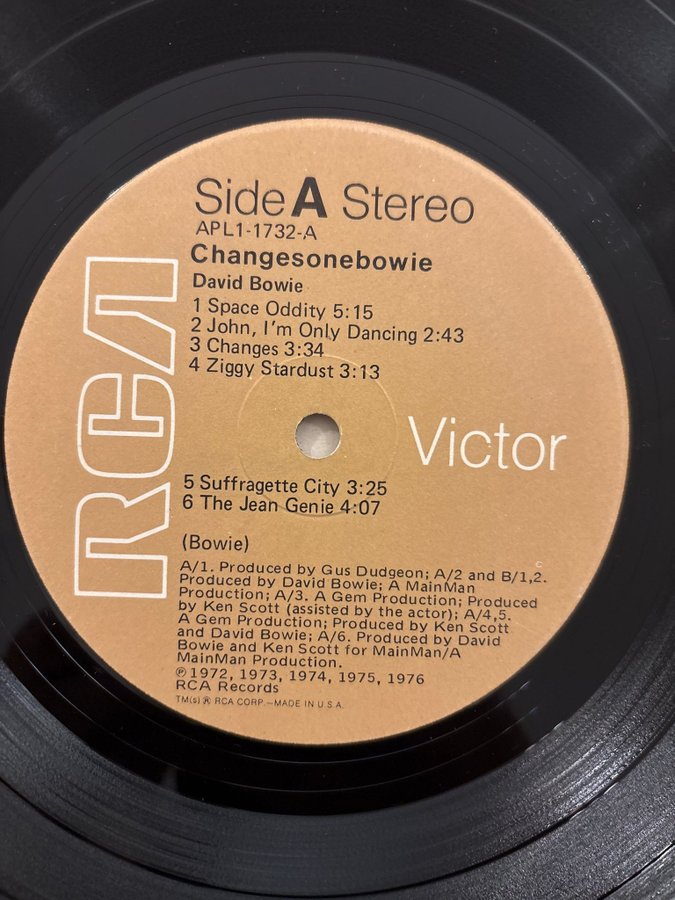 Side A Stereo
APL1-1732-A
Changesonebowie
David Bowie
1 Space Oddity 5:15
2 John, I'm Only Dancing 2:43
3 Changes 3:34
4 Ziggy Stardust 3:13
RCA
Victor
5 Suffragette City 3:25
6 The Jean Genie 4:07
(Bowie)
A/1. Produced by Gus Dudgeon; A/2 and B/1,2.
Produced by David Bowie; A MainMan
Production; A/3. A Gem Production; Produced
by Ken Scott (assisted by the actor); A/4,5.
A Gem Production; Produced by Ken Scott
and David Bowie; A/6. Produced by David
Bowie and Ken Scott for MainMan/A
MainMan Production.
℗ 1972, 1973, 1974, 1975, 1976
RCA Records
TM(s) ® RCA CORP.—MADE IN U.S.A.